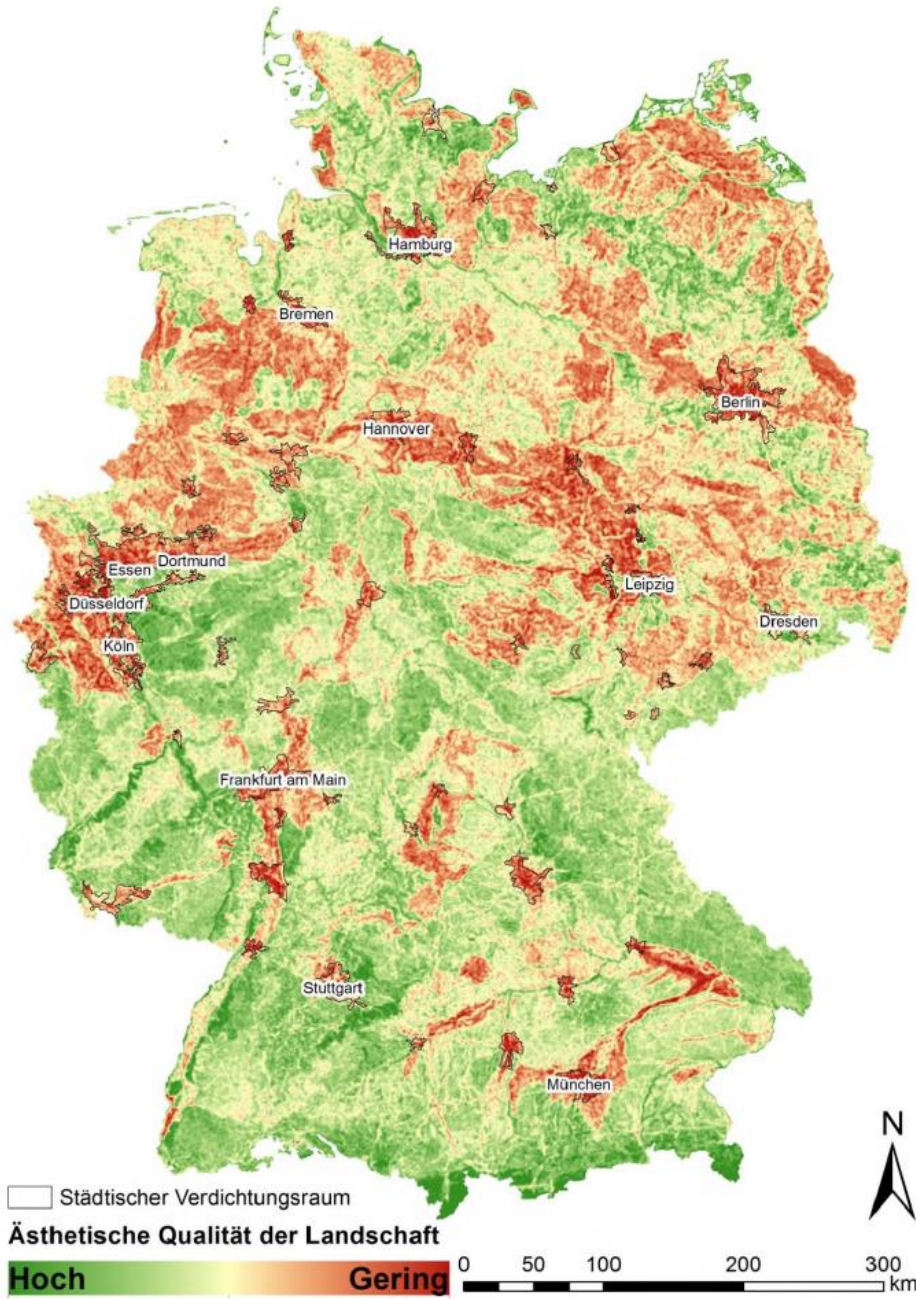 Hamburg
Bremen
Berlin
Hannover
Essen
Dortmund
Düsseldorf
Leipzig
Köln
Dresden
Frankfurt am Main
Stuttgart
München
N
Städtischer Verdichtungsraum
Ästhetische Qualität der Landschaft
Hoch Gering
0 50 100 200 300
km